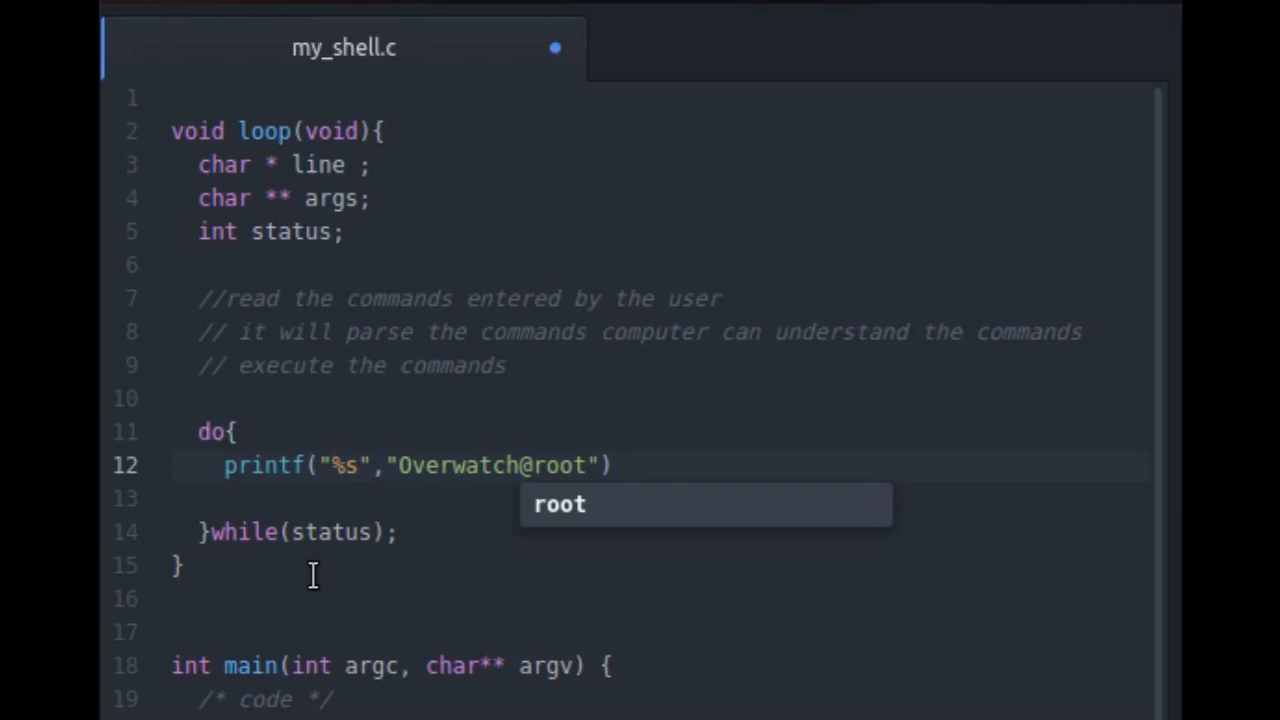 my_shell.c
1
2 void loop(void){
3 char * line ;
4 char ** args;
5 int status;
6
7 //read the commands entered by the user
8 // it will parse the commands computer can understand the commands
9 // execute the commands
10
11 do{
12 printf("%s","Overwatch@root")
root
13
14 }while(status);
15 }
16
17
18 int main(int argc, char** argv) {
19 /* code */